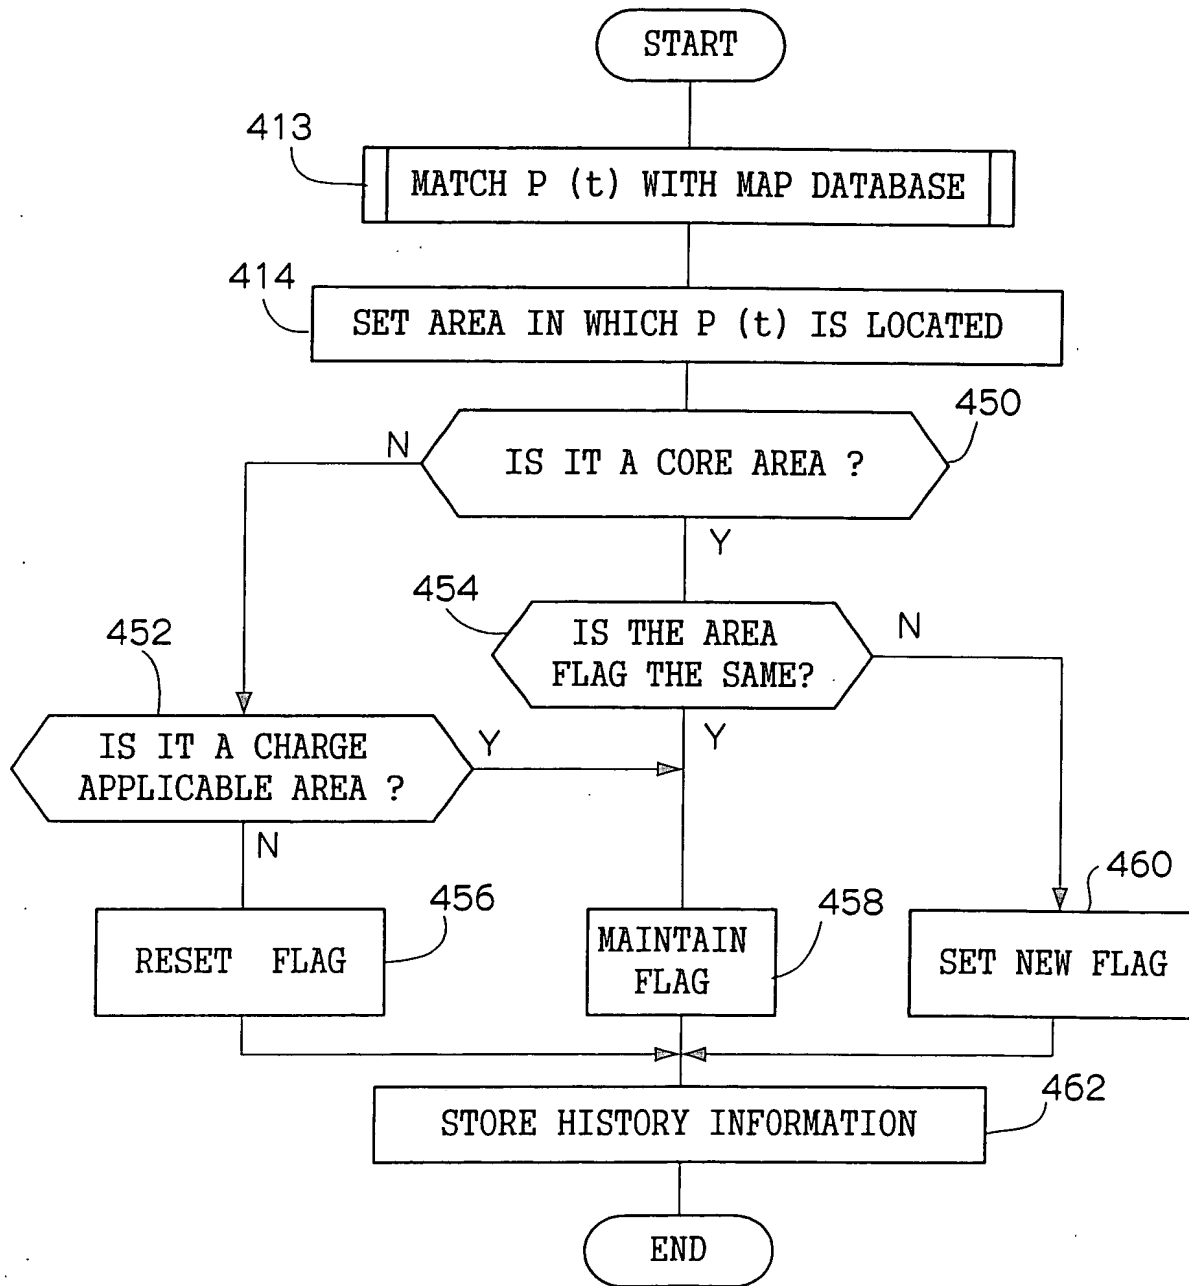 START
413
MATCH P (t) WITH MAP DATABASE
414
SET AREA IN WHICH P (t) IS LOCATED
450
N
IS IT A CORE AREA ?
Y
454
IS THE AREA
FLAG THE SAME?
N
452
IS IT A CHARGE
APPLICABLE AREA ?
Y
Y
N
456
RESET FLAG
458
MAINTAIN
FLAG
460
SET NEW FLAG
462
STORE HISTORY INFORMATION
END